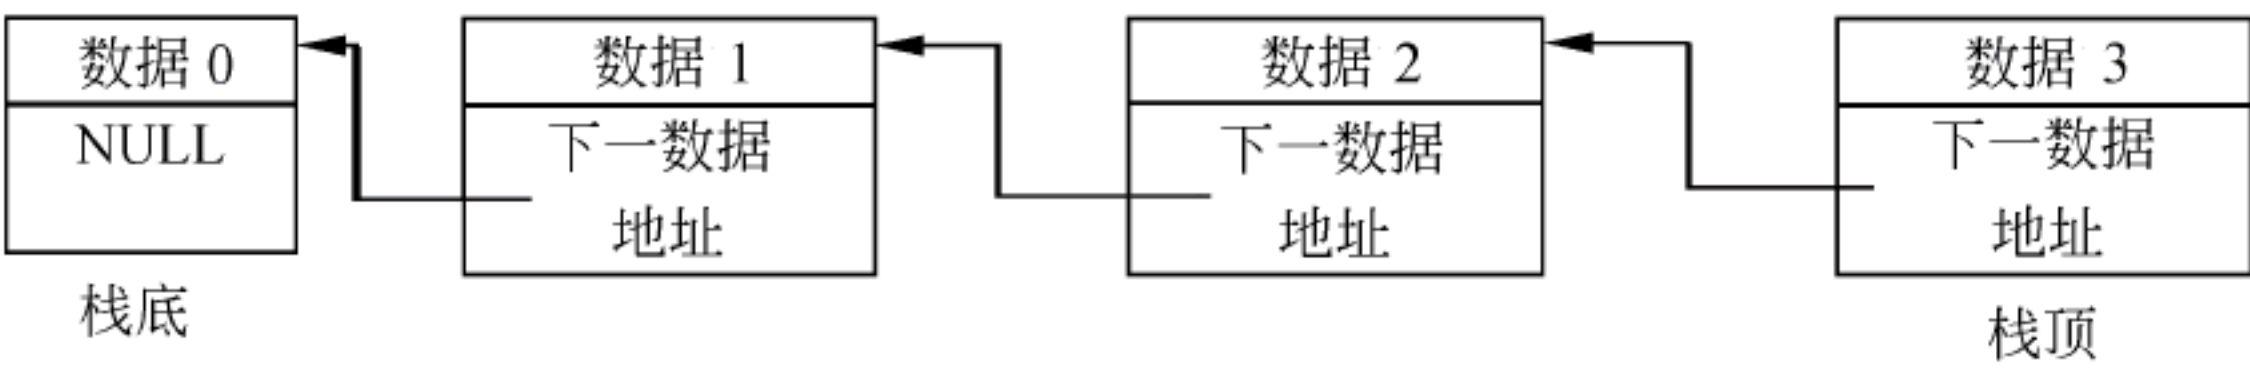 数据 0
NULL
栈底
数据 1
下一数据
地址
数据 2
下一数据
地址
数据 3
下一数据
地址
栈顶